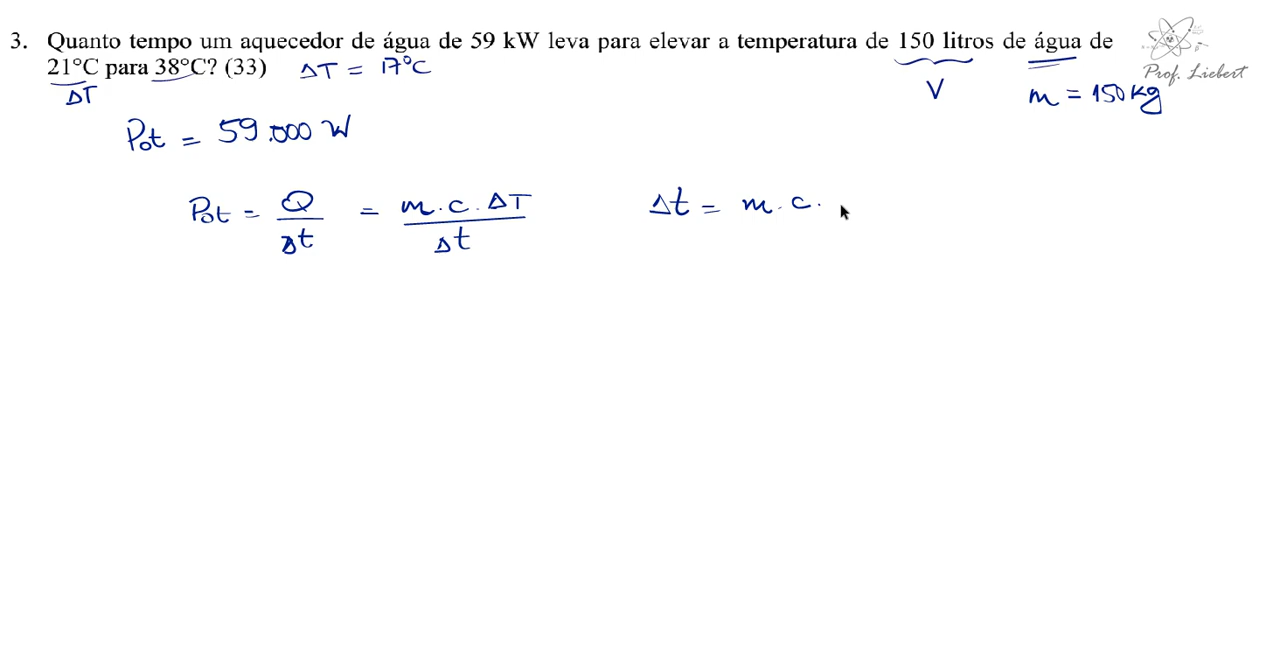 3. Quanto tempo um aquecedor de água de 59 kW leva para elevar a temperatura de 150 litros de água de
21°C para 38°C? (33) ΔT = 17°C
Prof. Liebert
ΔT
V
m = 150 kg
Pot = 59.000 W
Pot = Q / Δt = m.c.ΔT / Δt
Δt = m.c.